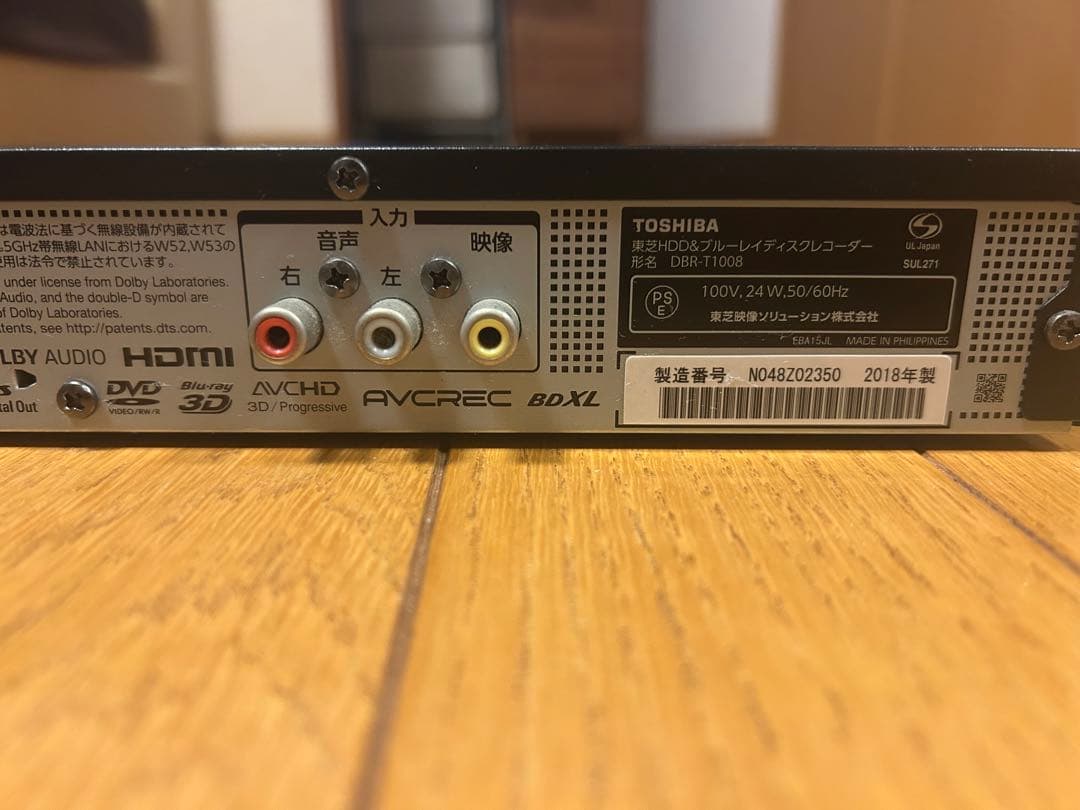 は電波法に基づく無線設備が内蔵されて
5GHz帯無線LANにおけるW52,W53の
使用は法令で禁止されています。
under license from Dolby Laboratories.
Audio, and the double-D symbol are
of Dolby Laboratories.
atents, see http://patents.dts.com.
LBY AUDIO HDMI
tal Out
DVD
VIDEO/RW/R
Blu-ray
3D
AVCHD
3D/Progressive
AVCREC
BDXL
入力
音声
映像
右
左
TOSHIBA
東芝HDD&ブルーレイディスクレコーダー
形名 DBR-T1008
UL Japan
SUL271
PS
E
100V, 24 W, 50/60Hz
東芝映像ソリューション株式会社
EBA15JL MADE IN PHILIPPINES
製造番号 N048Z02350 2018年製